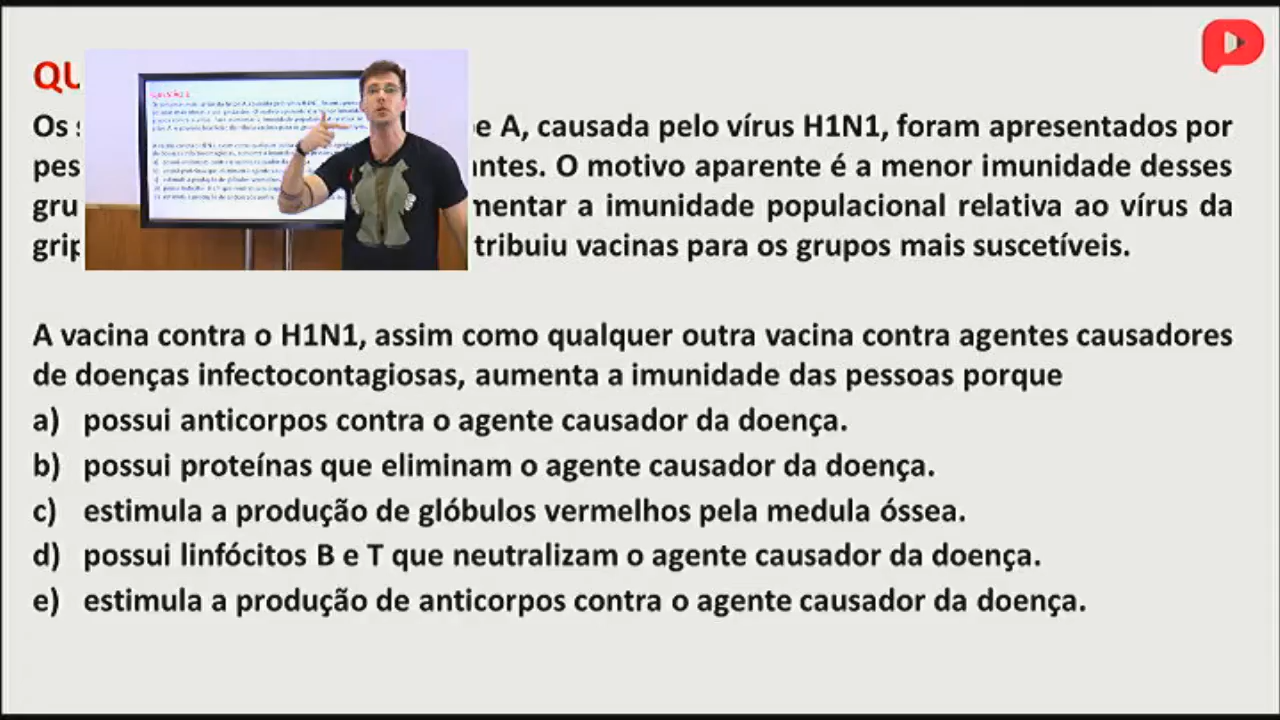 QU
Os e A, causada pelo vírus H1N1, foram apresentados por
pes antes. O motivo aparente é a menor imunidade desses
gru mentar a imunidade populacional relativa ao vírus da
grip tribuiu vacinas para os grupos mais suscetíveis.
A vacina contra o H1N1, assim como qualquer outra vacina contra agentes causadores
de doenças infectocontagiosas, aumenta a imunidade das pessoas porque
a) possui anticorpos contra o agente causador da doença.
b) possui proteínas que eliminam o agente causador da doença.
c) estimula a produção de glóbulos vermelhos pela medula óssea.
d) possui linfócitos B e T que neutralizam o agente causador da doença.
e) estimula a produção de anticorpos contra o agente causador da doença.